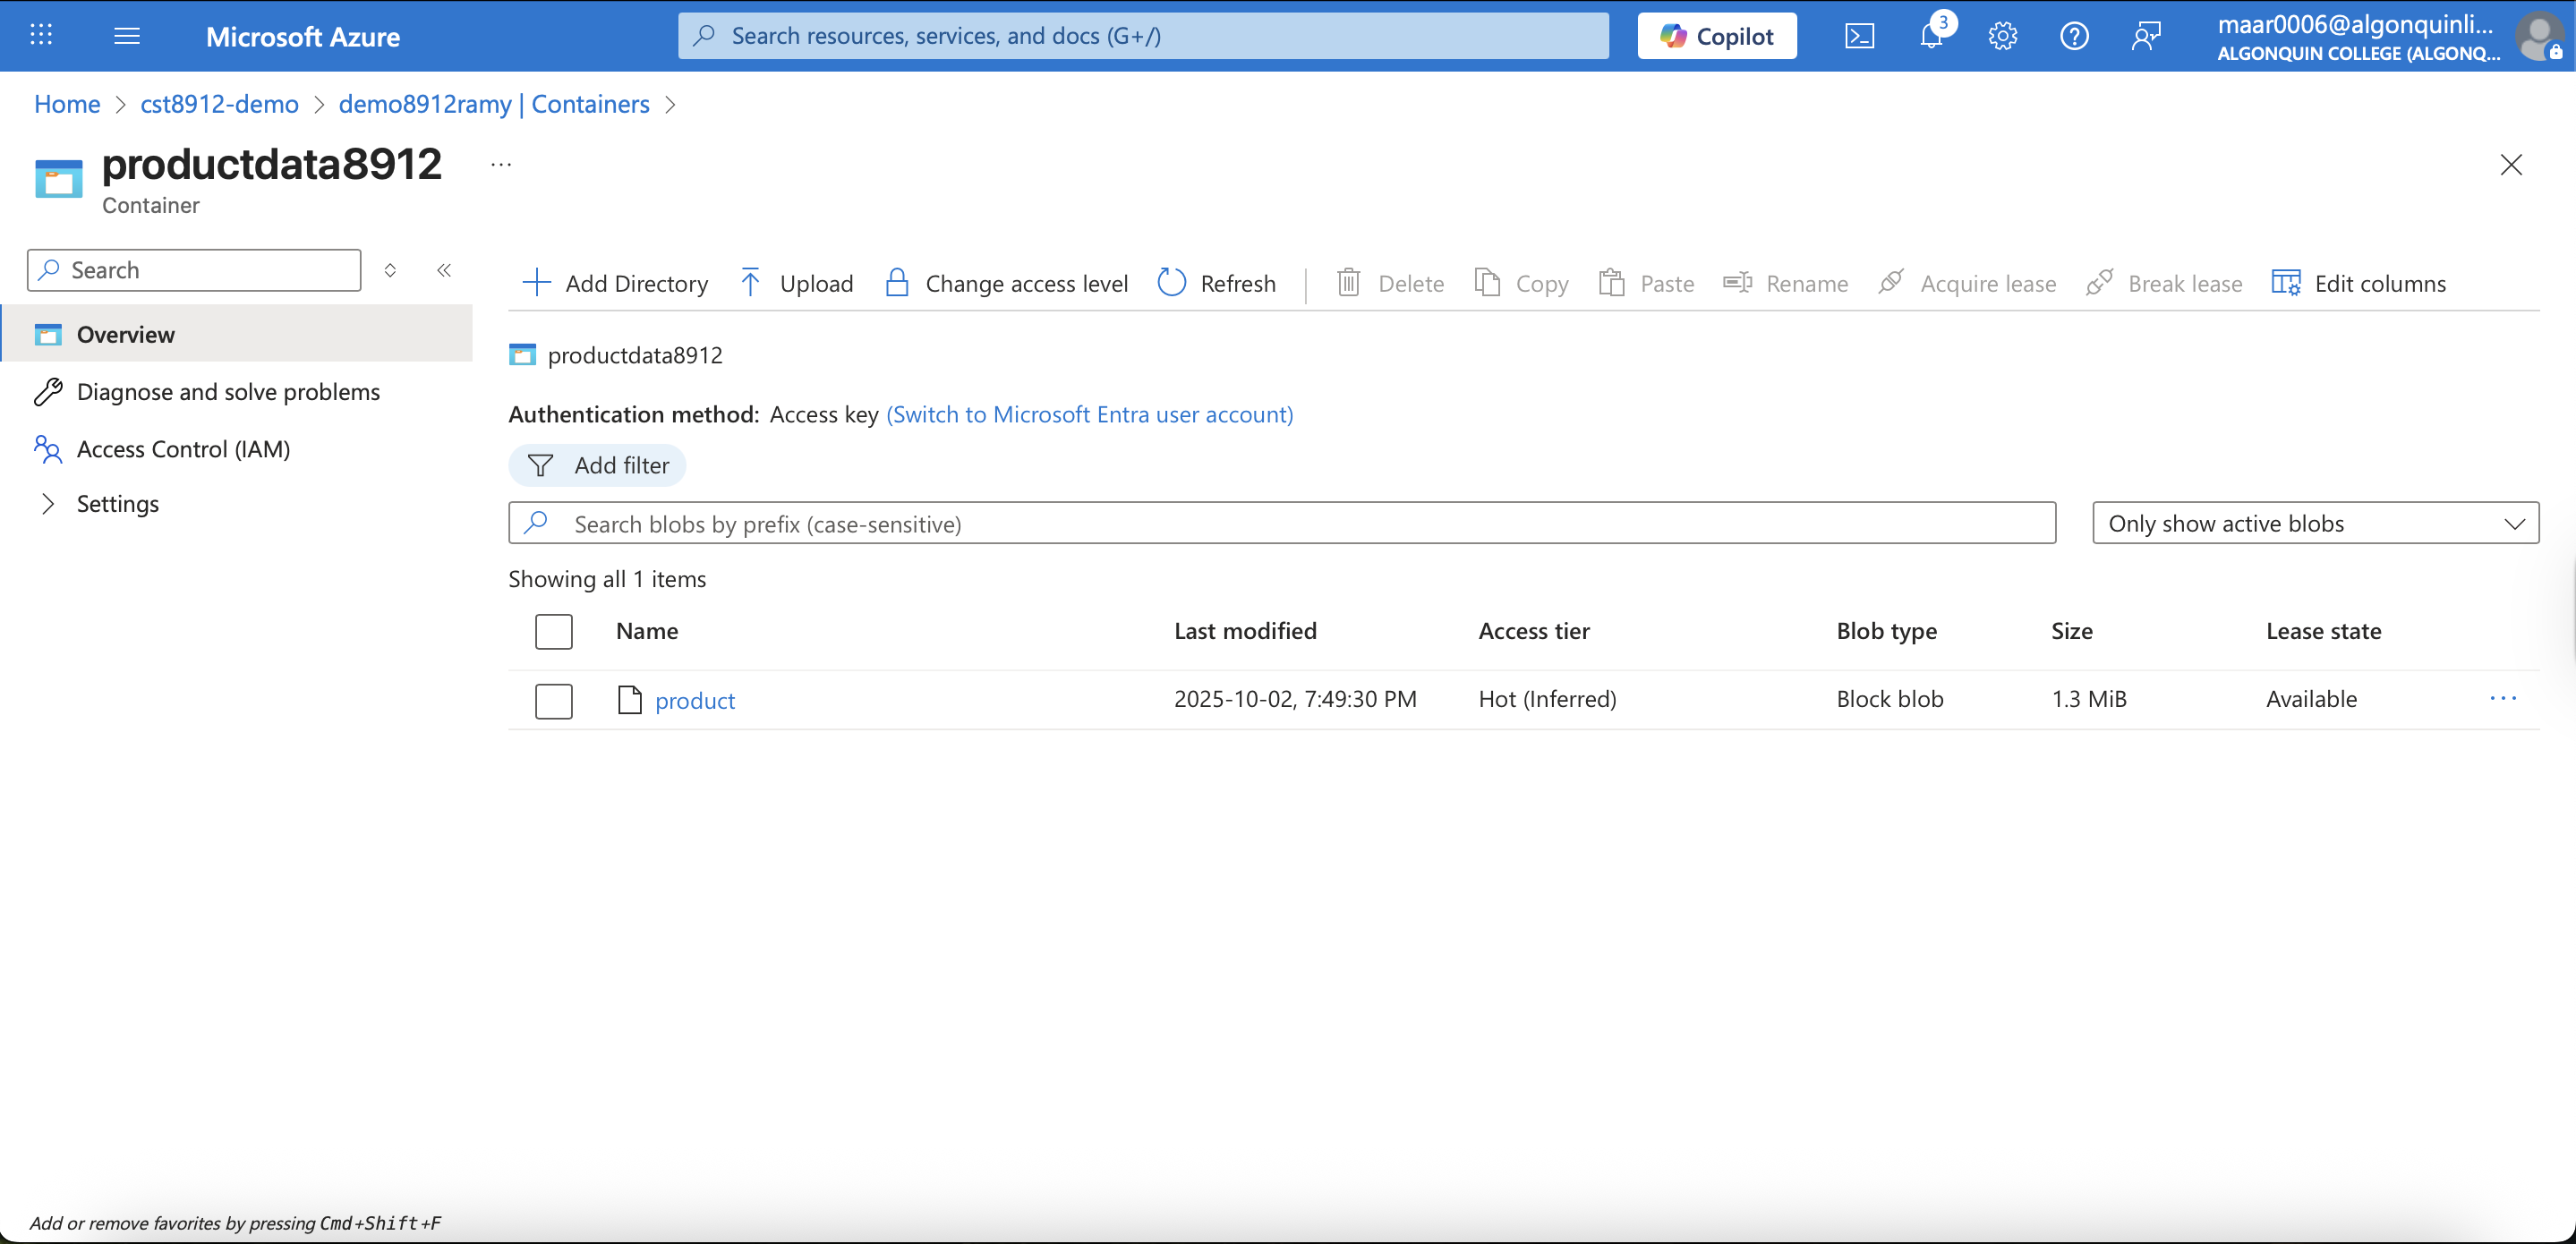 Microsoft Azure
Search resources, services, and docs (G+/)
Copilot
3
maar0006@algonquinli...
ALGONQUIN COLLEGE (ALGONQ...
Home > cst8912-demo > demo8912ramy | Containers >
productdata8912 ...
Container
Search
Overview
Diagnose and solve problems
Access Control (IAM)
Settings
Add Directory Upload Change access level Refresh Delete Copy Paste Rename Acquire lease Break lease Edit columns
productdata8912
Authentication method: Access key (Switch to Microsoft Entra user account)
Add filter
Search blobs by prefix (case-sensitive) Only show active blobs
Showing all 1 items
Name Last modified Access tier Blob type Size Lease state
product 2025-10-02, 7:49:30 PM Hot (Inferred) Block blob 1.3 MiB Available ...
Add or remove favorites by pressing Cmd+Shift+F